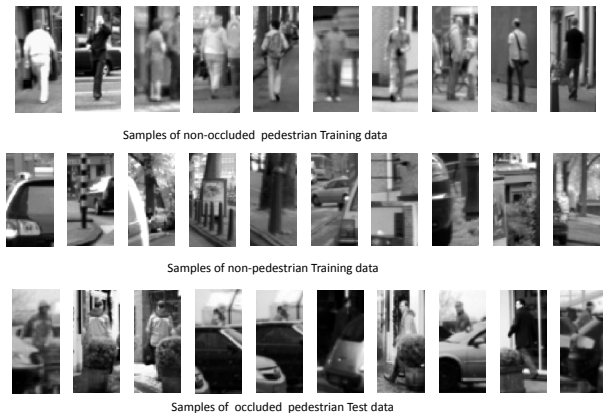 Samples of non-occluded pedestrian Training data
Samples of non-pedestrian Training data
Samples of occluded pedestrian Test data